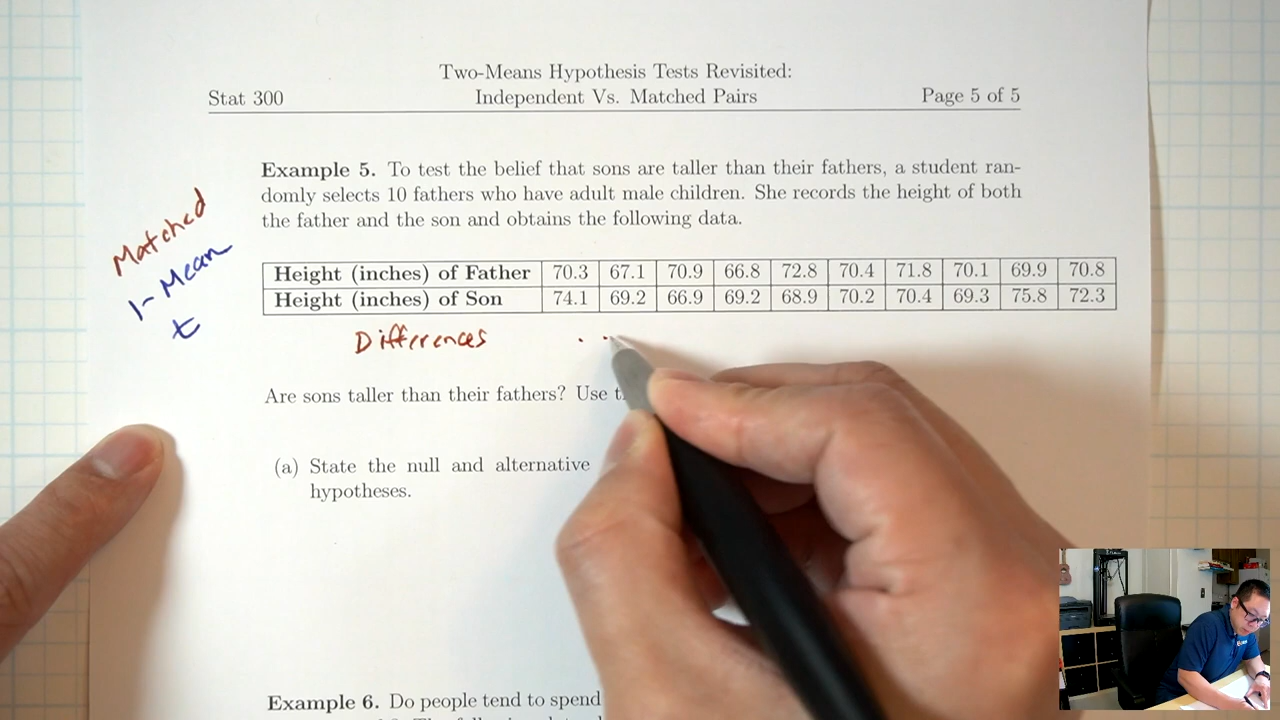 Two-Means Hypothesis Tests Revisited:
Stat 300 Independent Vs. Matched Pairs Page 5 of 5
Example 5. To test the belief that sons are taller than their fathers, a student ran-
domly selects 10 fathers who have adult male children. She records the height of both
the father and the son and obtains the following data.
Matched
1-Mean
t
Height (inches) of Father 70.3 67.1 70.9 66.8 72.8 70.4 71.8 70.1 69.9 70.8
Height (inches) of Son 74.1 69.2 66.9 69.2 68.9 70.2 70.4 69.3 75.8 72.3
Differences . . .
Are sons taller than their fathers? Use
(a) State the null and alternative
hypotheses.
Example 6. Do people tend to spend